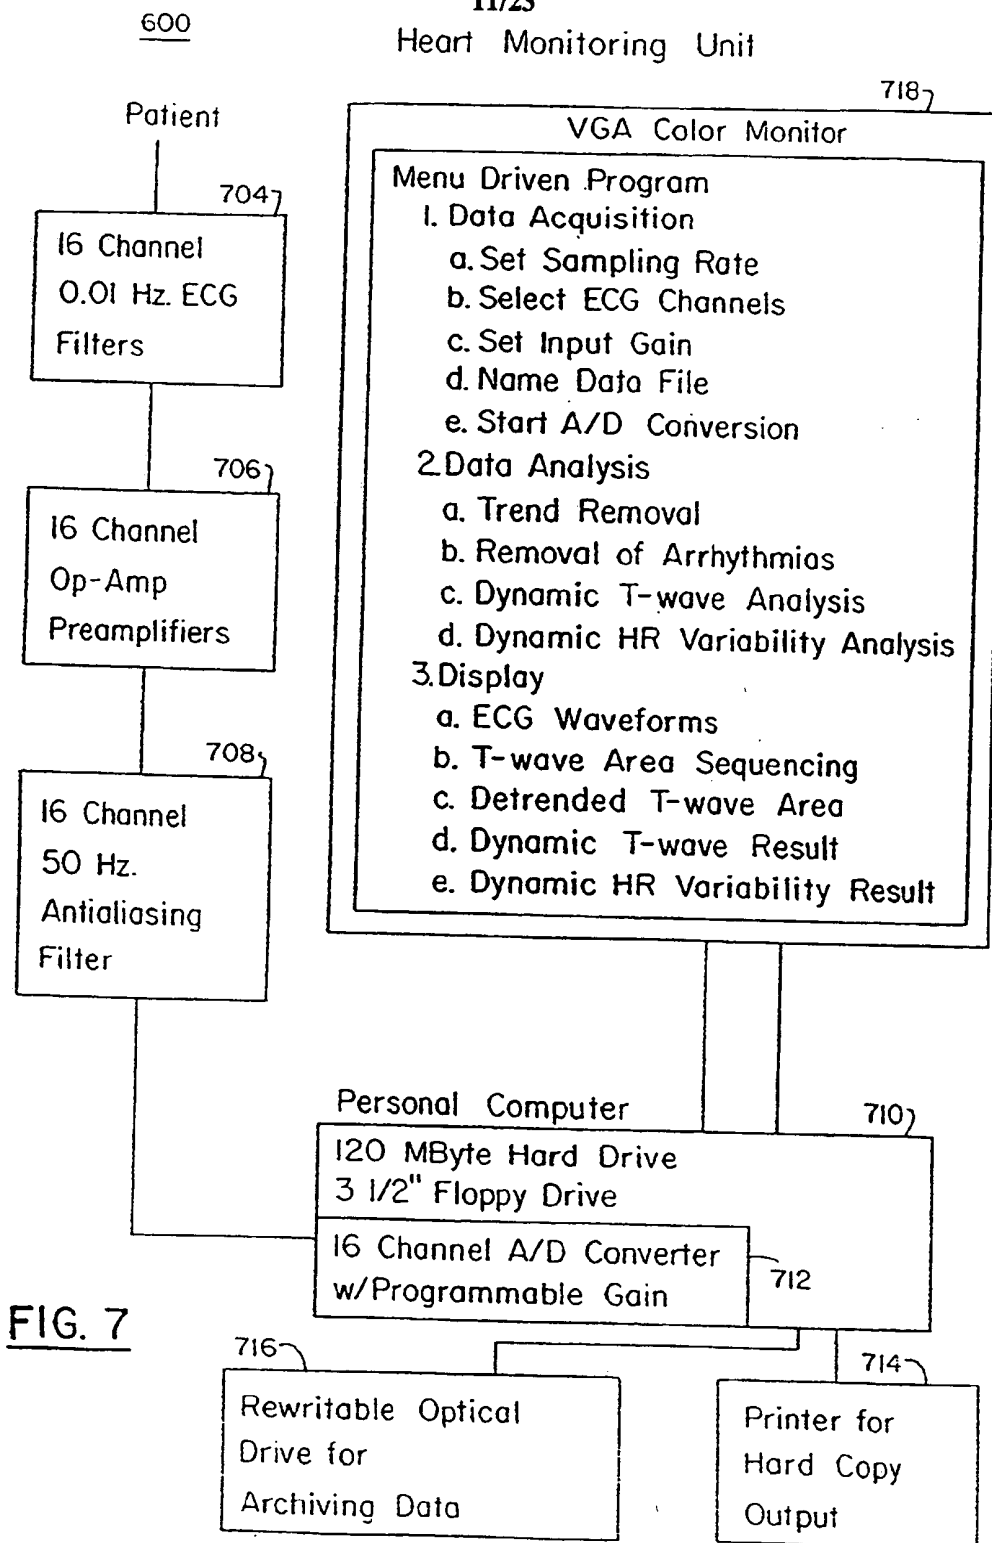 11/23
600
Heart Monitoring Unit
Patient
704
16 Channel
0.01 Hz. ECG
Filters
706
16 Channel
Op-Amp
Preamplifiers
708
16 Channel
50 Hz.
Antialiasing
Filter
718
VGA Color Monitor
Menu Driven Program
1. Data Acquisition
a. Set Sampling Rate
b. Select ECG Channels
c. Set Input Gain
d. Name Data File
e. Start A/D Conversion
2. Data Analysis
a. Trend Removal
b. Removal of Arrhythmias
c. Dynamic T-wave Analysis
d. Dynamic HR Variability Analysis
3. Display
a. ECG Waveforms
b. T-wave Area Sequencing
c. Detrended T-wave Area
d. Dynamic T-wave Result
e. Dynamic HR Variability Result
Personal Computer
710
120 MByte Hard Drive
3 1/2" Floppy Drive
16 Channel A/D Converter
w/Programmable Gain
712
FIG. 7
716
Rewritable Optical
Drive for
Archiving Data
714
Printer for
Hard Copy
Output